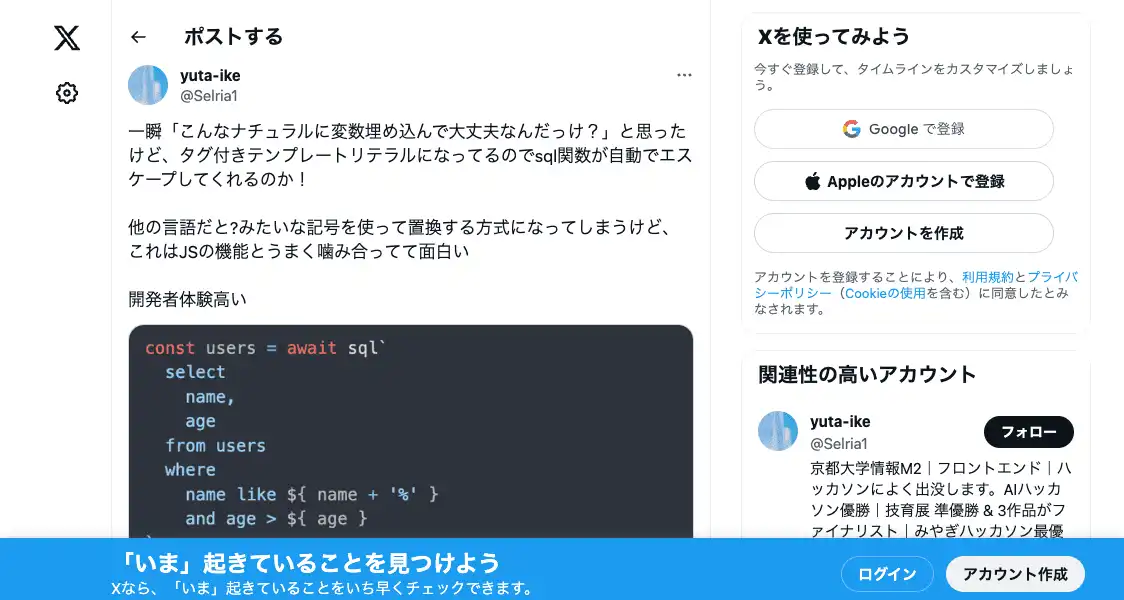 ポストする
yuta-ike
@Selria1
一瞬「こんなナチュラルに変数埋め込んで大丈夫なんだっけ？」と思った
けど、タグ付きテンプレートリテラルになってるのでsql関数が自動でエス
ケープしてくれるのか！
他の言語だと?みたいな記号を使って置換する方式になってしまうけど、
これはJSの機能とうまく噛み合ってて面白い
開発者体験高い
const users = await sql`
select
name,
age
from users
where
name like ${ name + '%' }
and age > ${ age }
Xを使ってみよう
今すぐ登録して、タイムラインをカスタマイズしましょ
う。
Google で登録
Appleのアカウントで登録
アカウントを作成
アカウントを登録することにより、利用規約とプライバ
シーポリシー（Cookieの使用を含む）に同意したとみ
なされます。
関連性の高いアカウント
yuta-ike
@Selria1
フォロー
京都大学情報M2｜フロントエンド｜ハ
ッカソンによく出没します。AIハッカ
ソン優勝｜技育展 準優勝 & 3作品がフ
ァイナリスト｜みやぎハッカソン最優
「いま」起きていることを見つけよう
Xなら、「いま」起きていることをいち早くチェックできます。
ログイン
アカウント作成